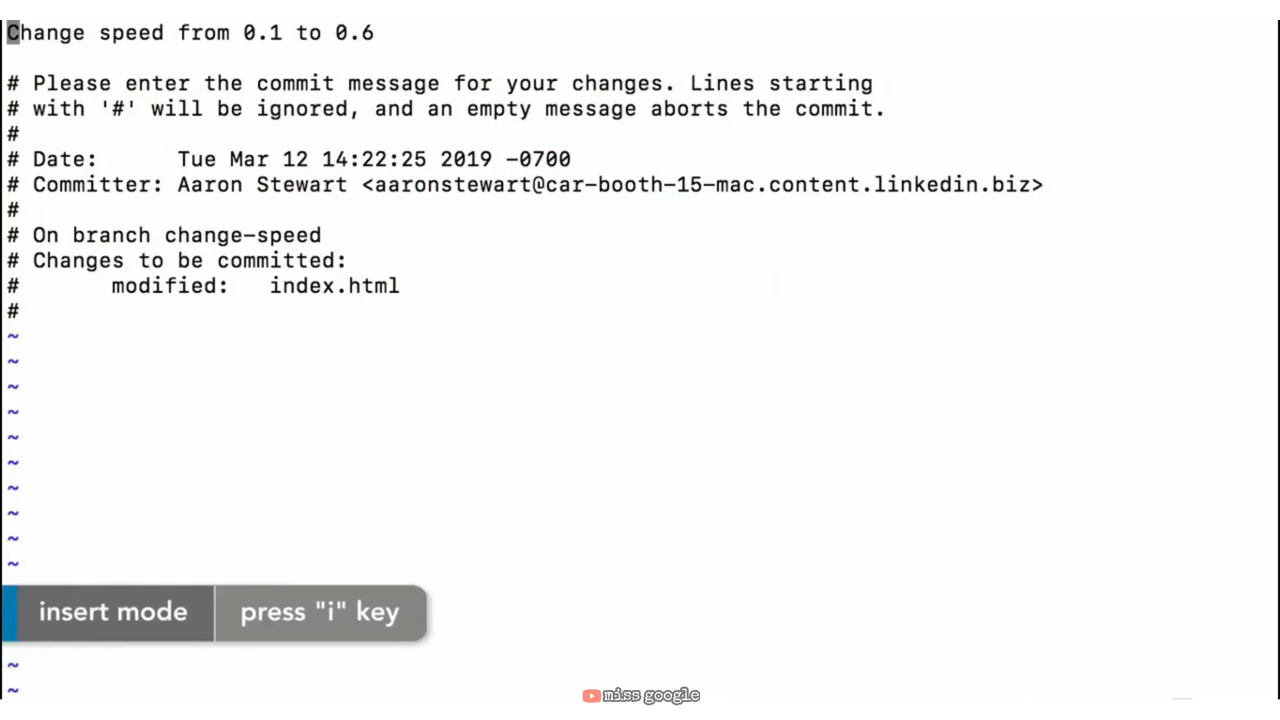 Change speed from 0.1 to 0.6
# Please enter the commit message for your changes. Lines starting
# with '#' will be ignored, and an empty message aborts the commit.
#
# Date:      Tue Mar 12 14:22:25 2019 -0700
# Committer: Aaron Stewart <aaronstewart@car-booth-15-mac.content.linkedin.biz>
#
# On branch change-speed
# Changes to be committed:
#       modified:   index.html
#
~
~
~
~
~
~
~
~
~
~
insert mode press "i" key
~
~
miss google